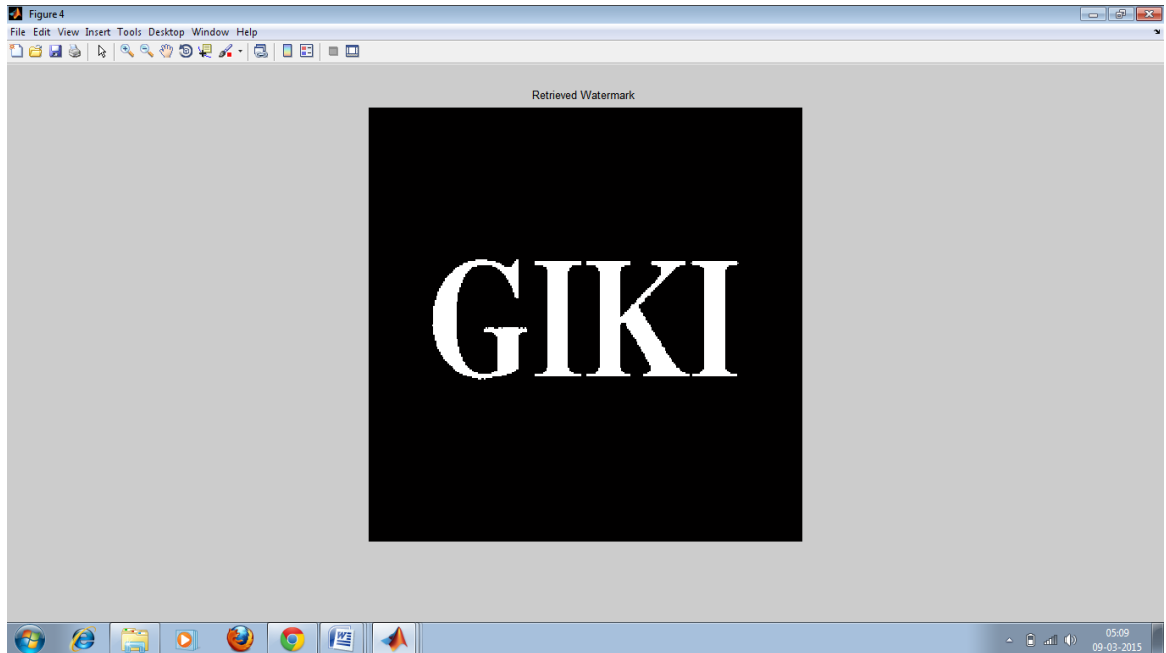 Figure 4
File Edit View Insert Tools Desktop Window Help
Retrieved Watermark
GIKI
05:09
09-03-2015